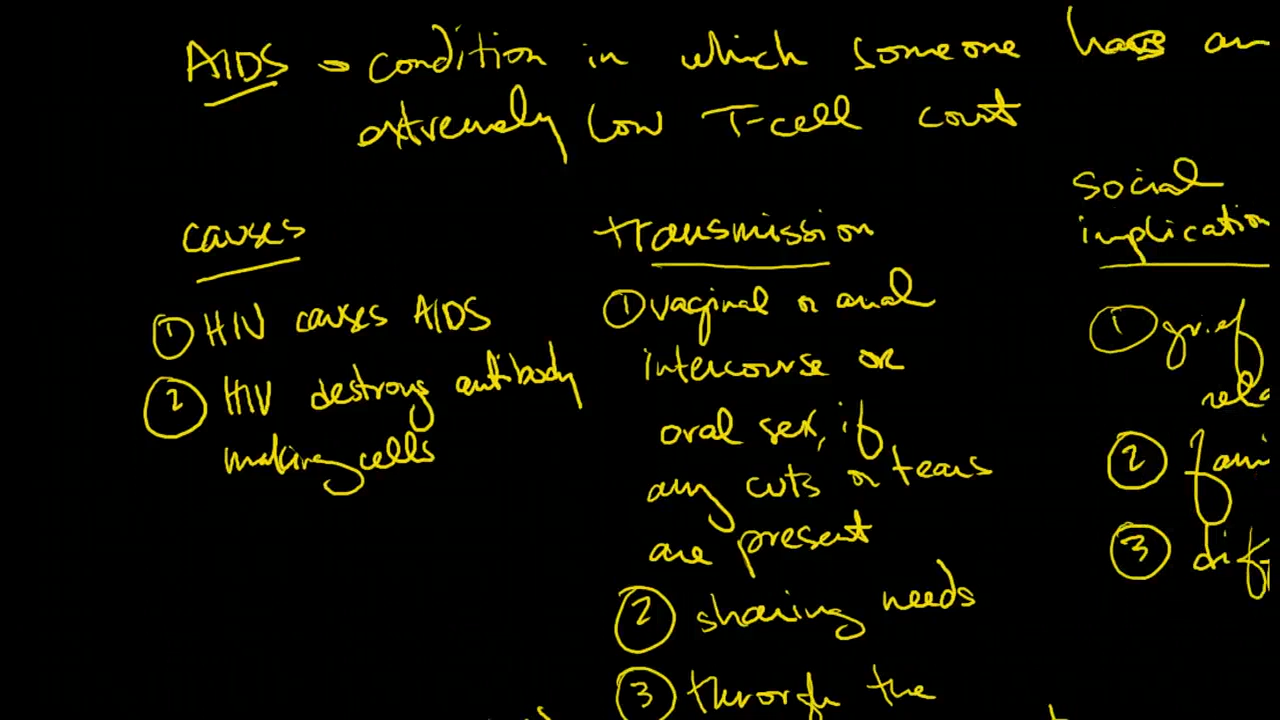 AIDS = condition in which someone has an
extremely low T-cell count
causes
① HIV causes AIDS
② HIV destroys antibody
making cells
transmission
① vaginal or anal
intercourse or
oral sex, if
any cuts or tears
are present
② sharing needs
③ through the
social
implication
① grief
rela
② fami
③ dif